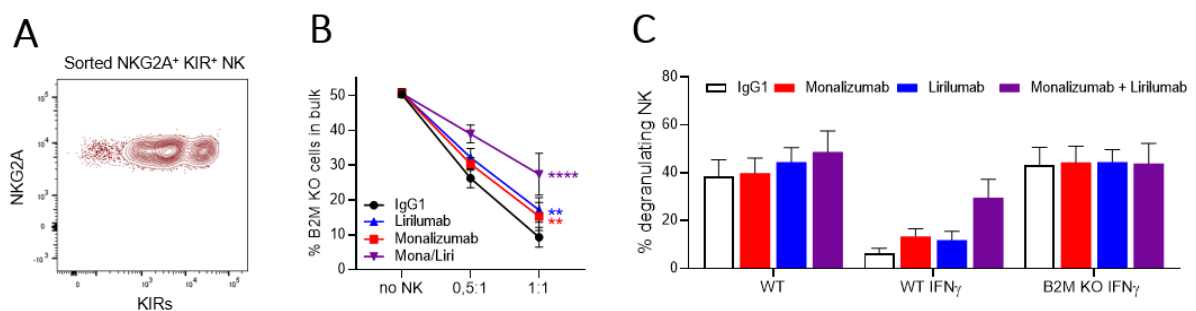 A
Sorted NKG2A⁺ KIR⁺ NK
NKG2A
10⁵
10⁴
10³
0
-10³
0
10³
10⁴
10⁵
KIRs
B
% B2M KO cells in bulk
50
40
30
20
10
0
****
**
**
IgG1
Lirilumab
Monalizumab
Mona/Liri
no NK
0,5:1
1:1
C
% degranulating NK
80
60
40
20
0
IgG1
Monalizumab
Lirilumab
Monalizumab + Lirilumab
WT
WT IFNγ
B2M KO IFNγ